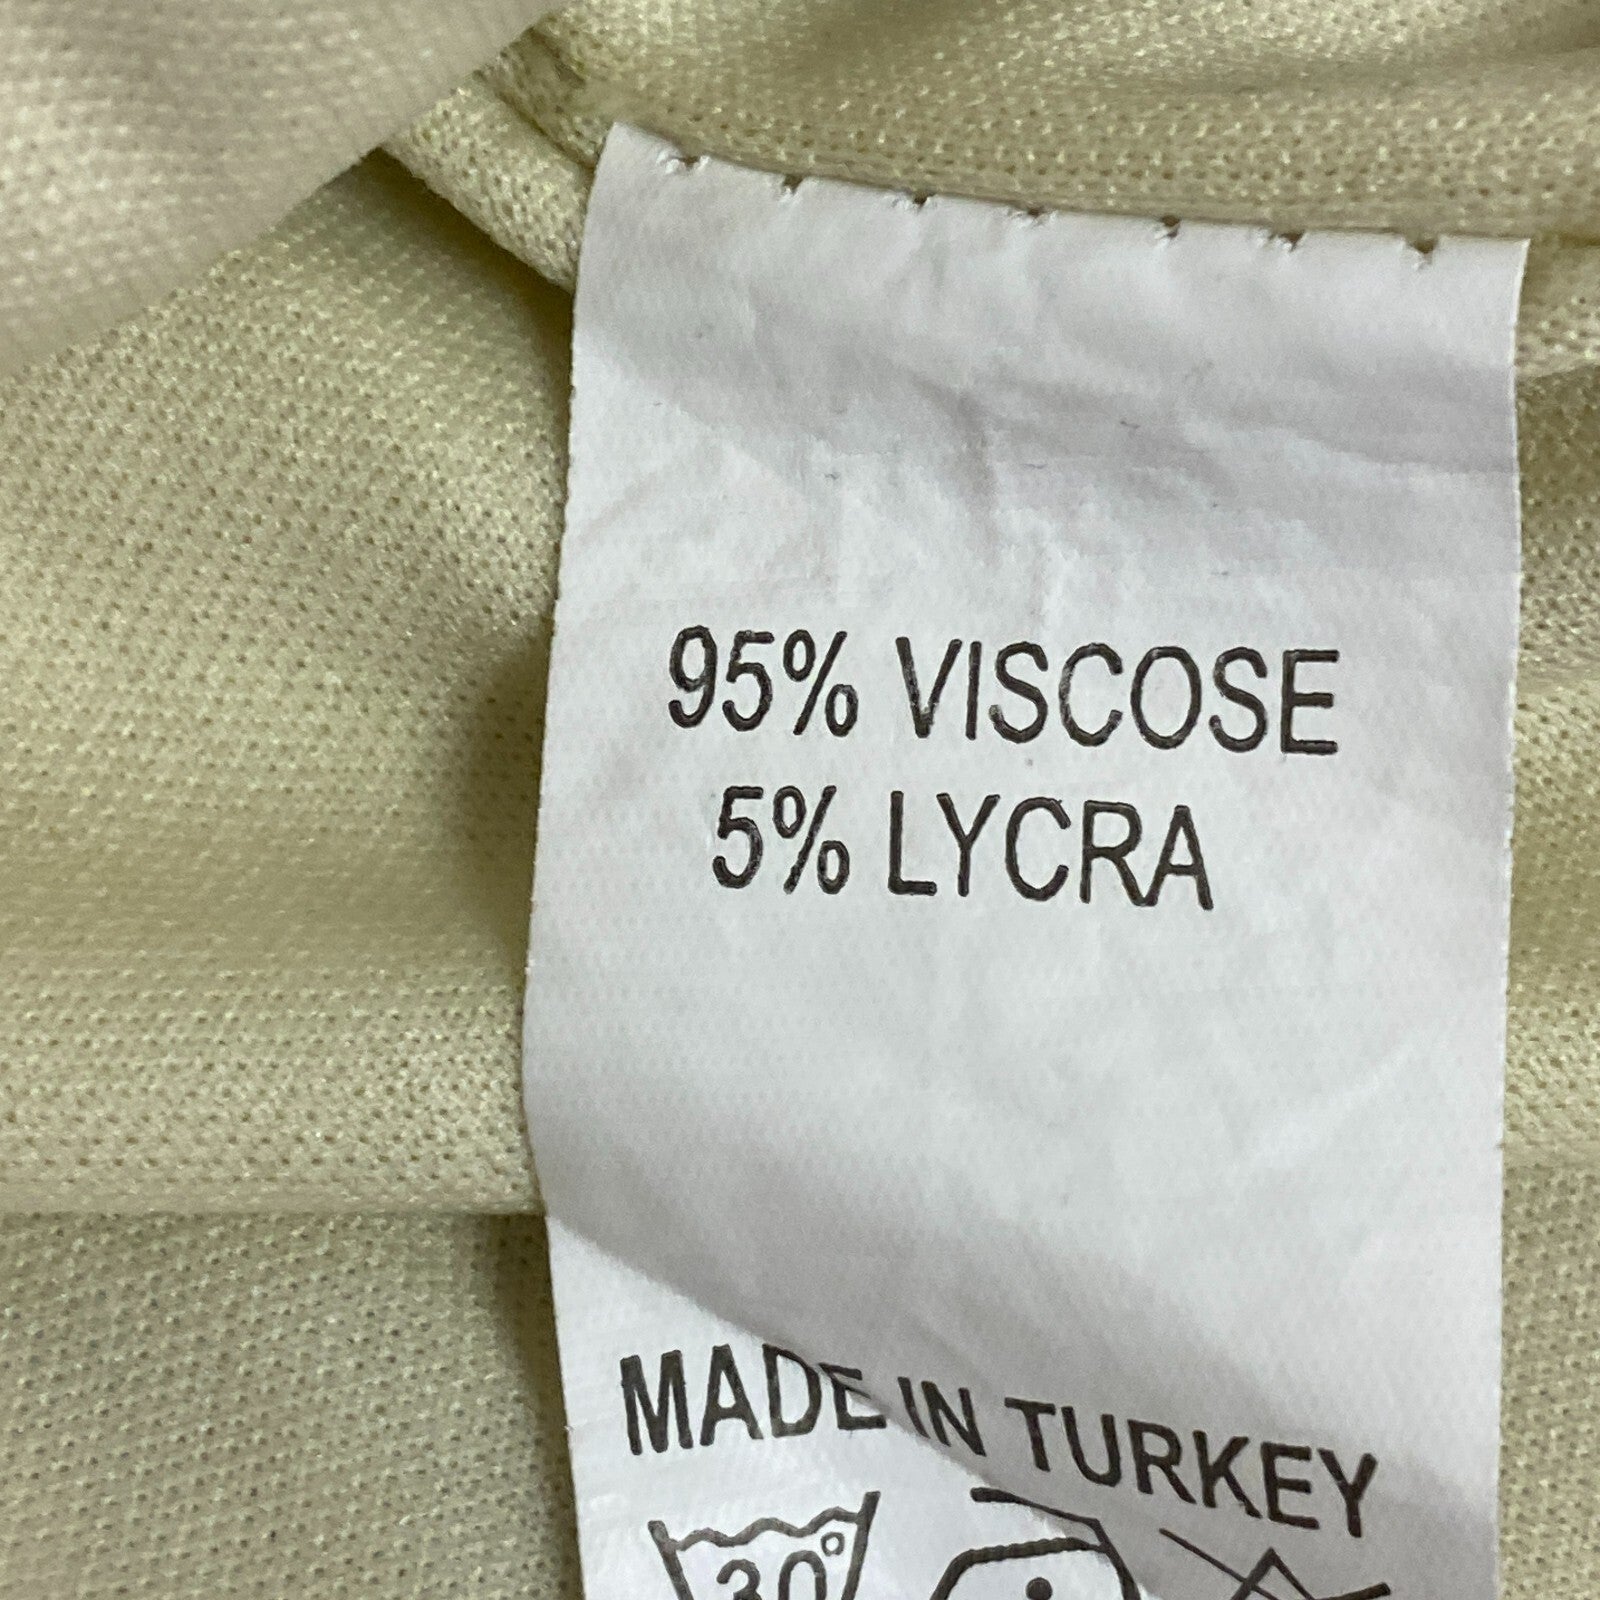 95% VISCOSE
5% LYCRA
MADE IN TURKEY
30°